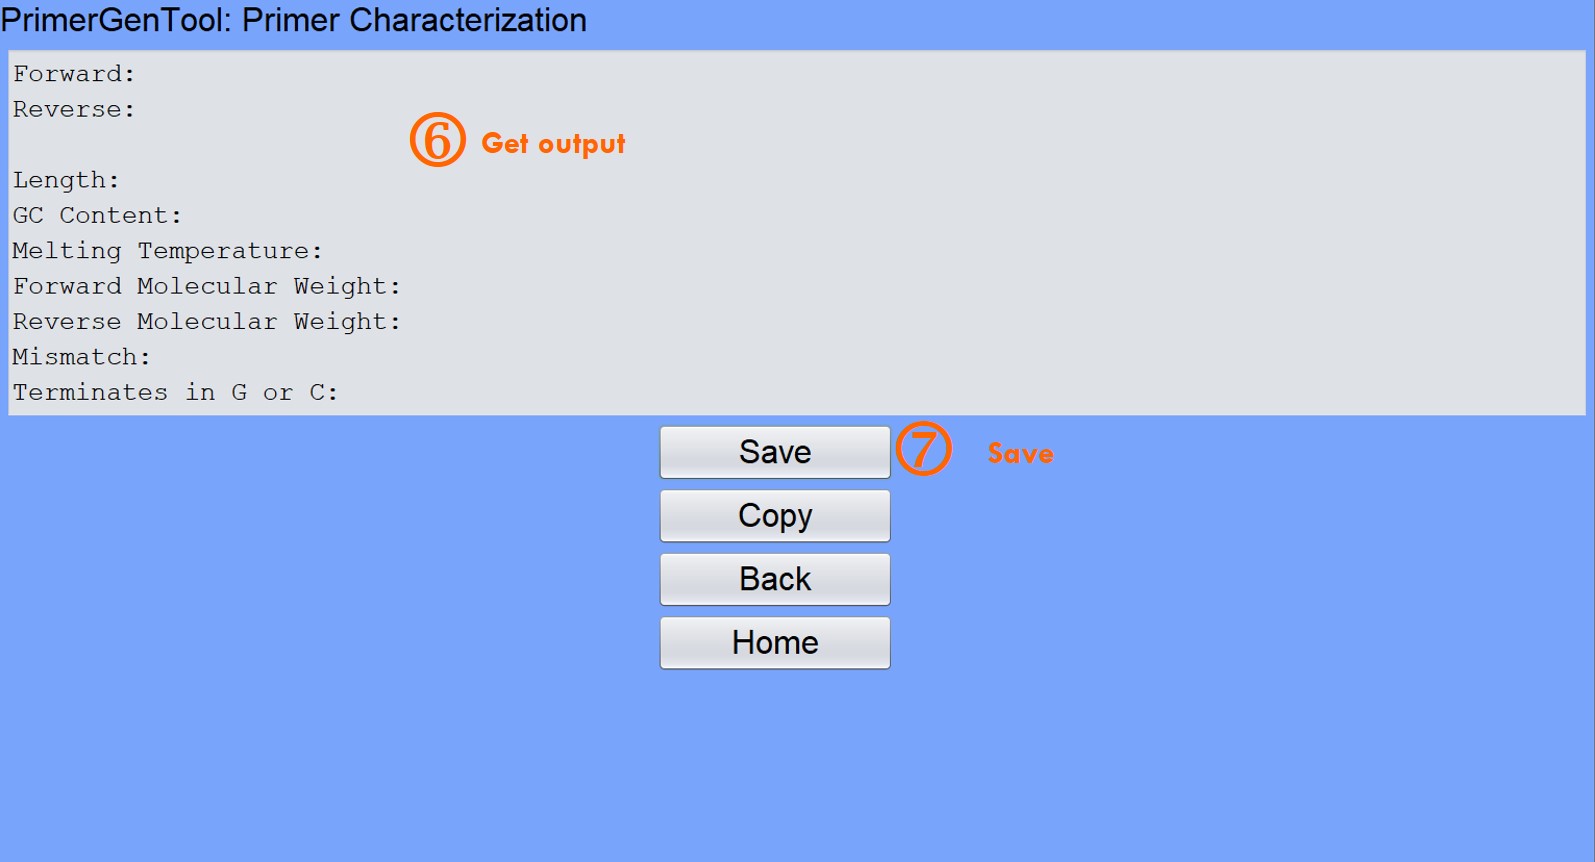 PrimerGenTool: Primer Characterization
Forward:
Reverse:
⑥ Get output
Length:
GC Content:
Melting Temperature:
Forward Molecular Weight:
Reverse Molecular Weight:
Mismatch:
Terminates in G or C:
Save ⑦ Save
Copy
Back
Home